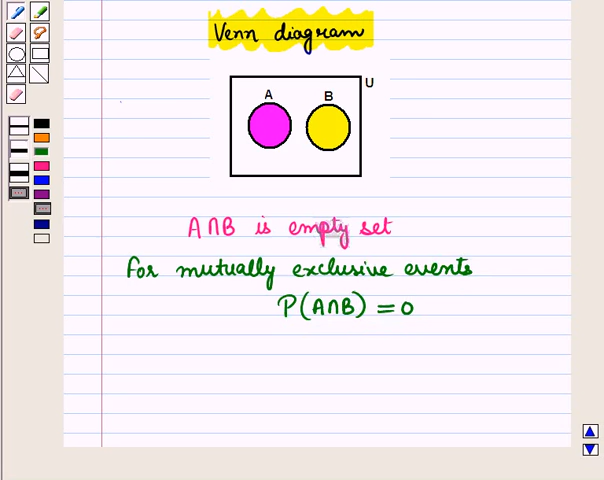 Venn diagram
U
A B
A∩B is empty set
For mutually exclusive events
P(A∩B) = 0